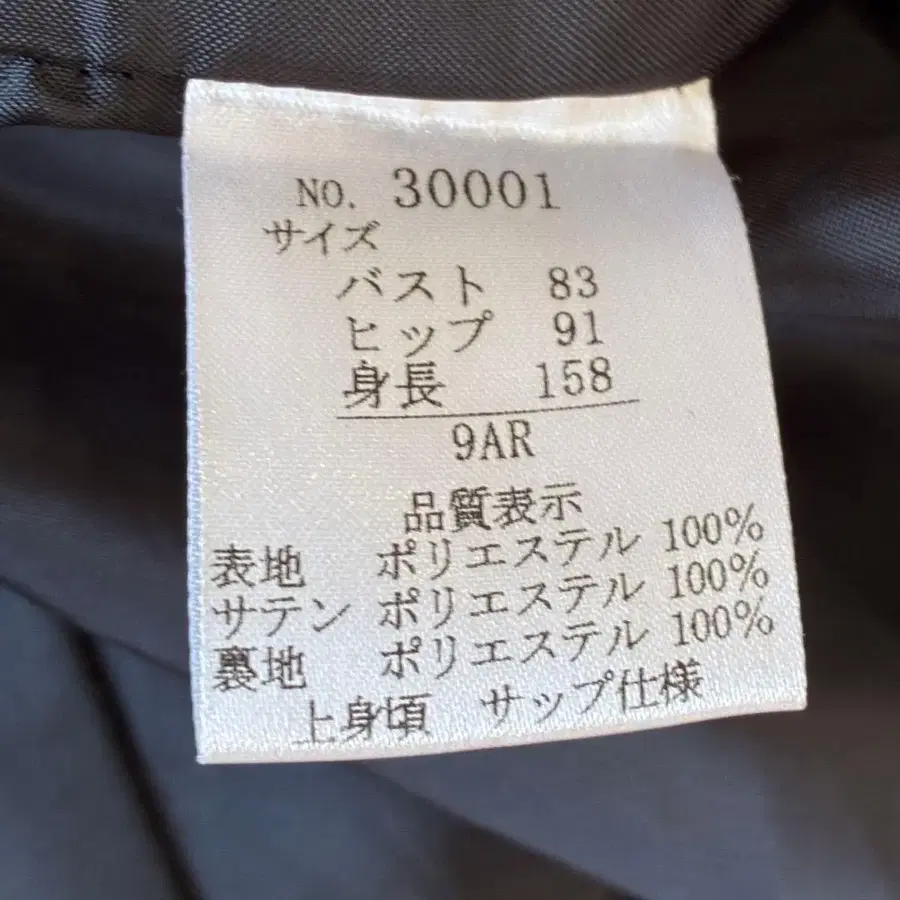 NO. 30001
サイズ
バスト 83
ヒップ 91
身長 158
9AR
品質表示
表地 ポリエステル 100%
サテン ポリエステル 100%
裏地 ポリエステル 100%
上身頃 サップ仕様